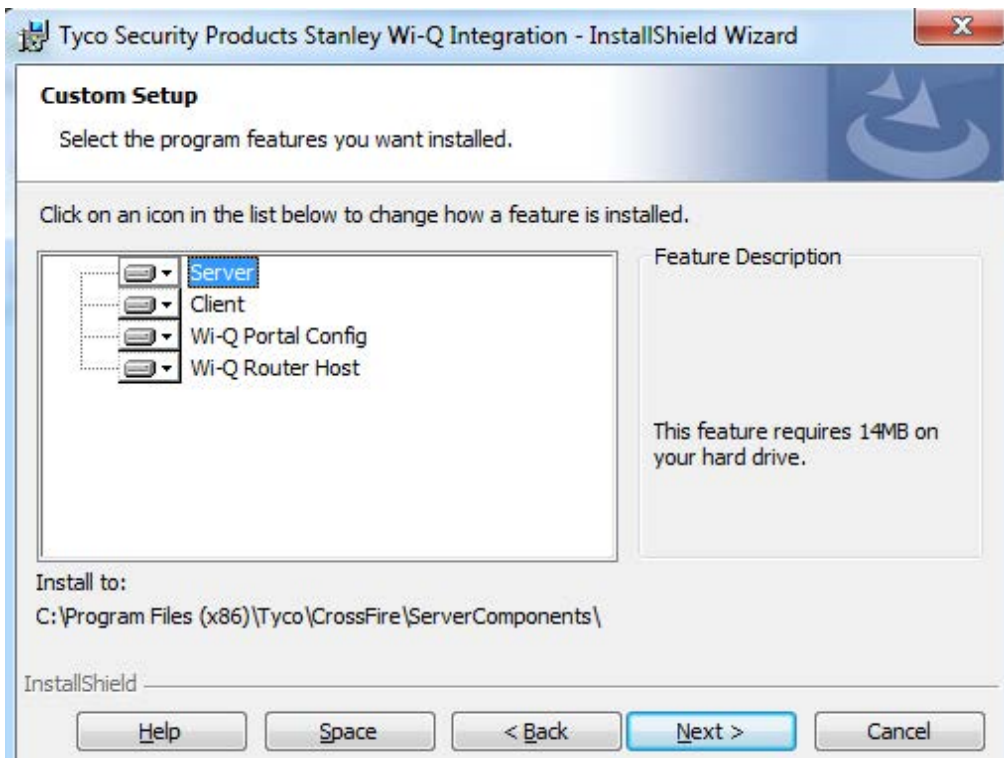 Tyco Security Products Stanley Wi-Q Integration - InstallShield Wizard
X
Custom Setup
Select the program features you want installed.
Click on an icon in the list below to change how a feature is installed.
Server
Client
Wi-Q Portal Config
Wi-Q Router Host
Feature Description
This feature requires 14MB on
your hard drive.
Install to:
C:\Program Files (x86)\Tyco\CrossFire\ServerComponents\
InstallShield
Help
Space
< Back
Next >
Cancel